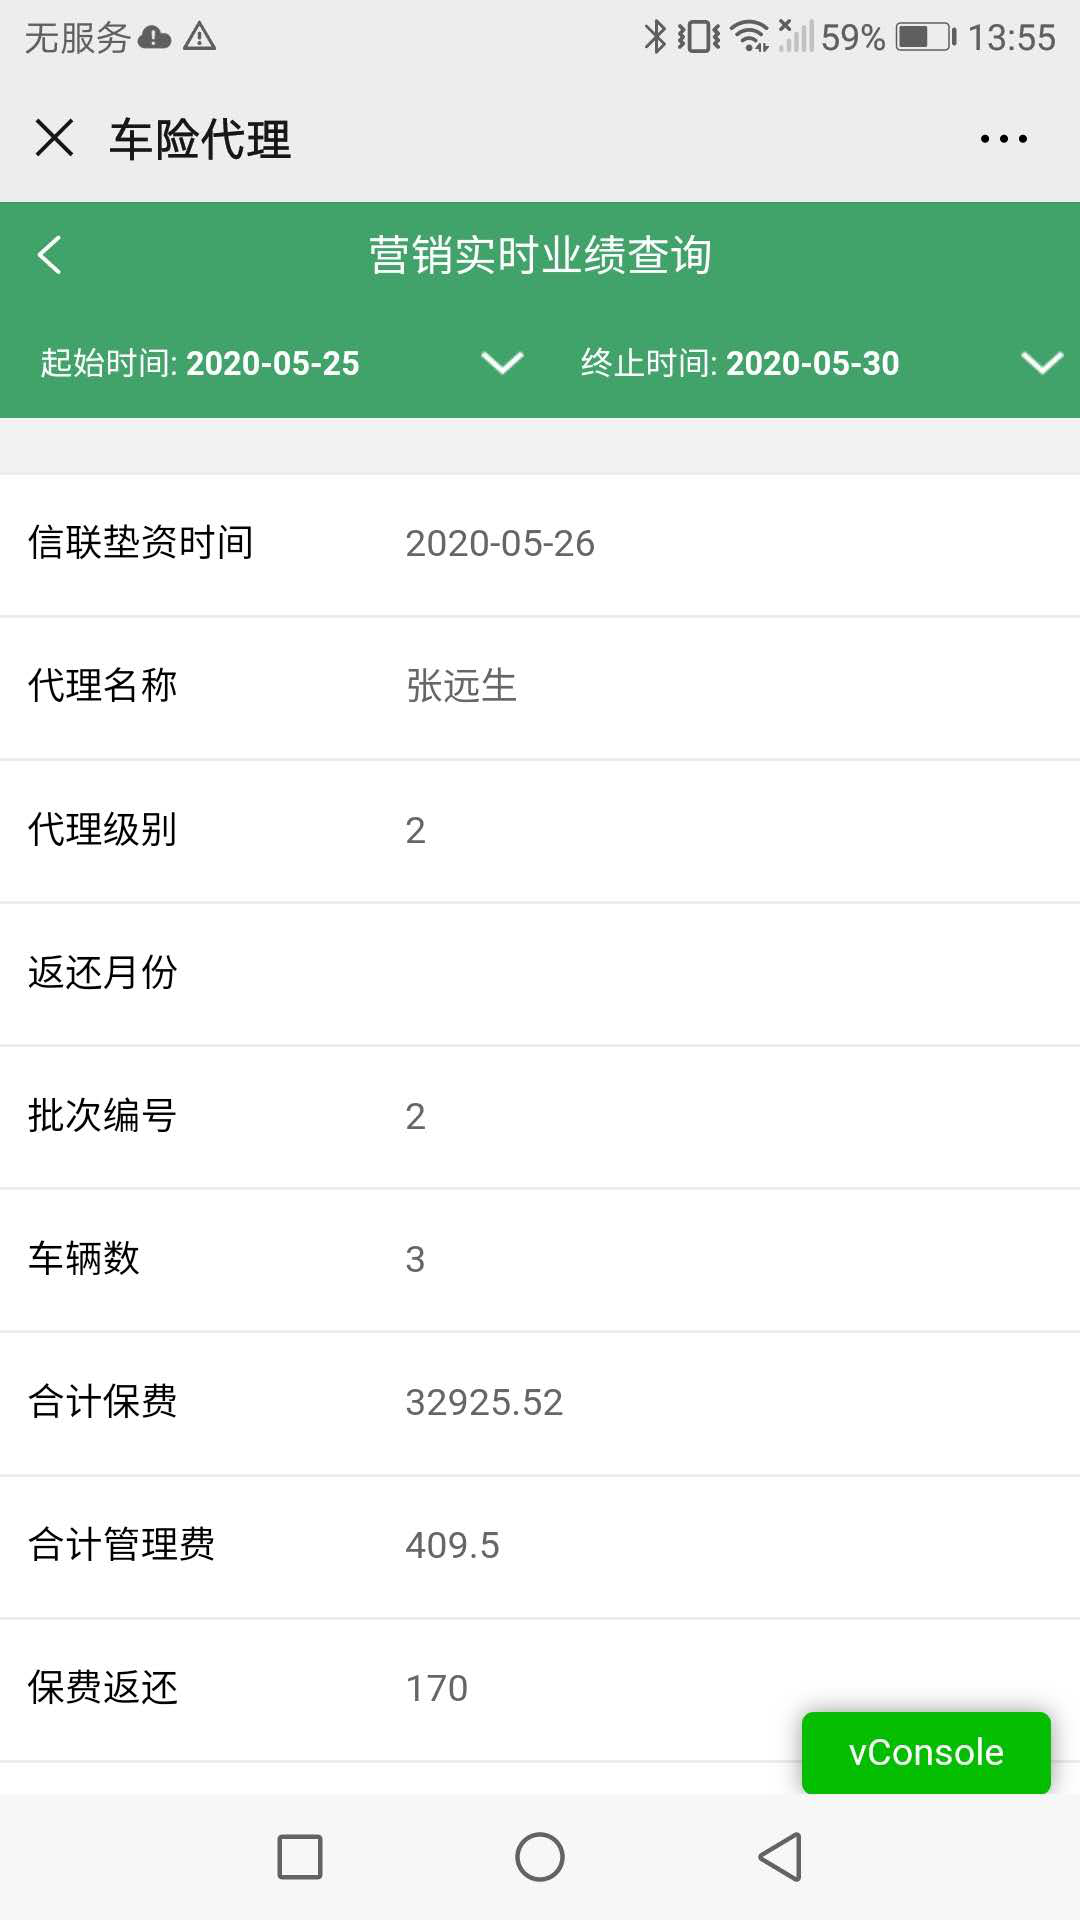 无服务 59% 13:55
车险代理
营销实时业绩查询
起始时间: 2020-05-25 终止时间: 2020-05-30
信联垫资时间 2020-05-26
代理名称 张远生
代理级别 2
返还月份
批次编号 2
车辆数 3
合计保费 32925.52
合计管理费 409.5
保费返还 170
vConsole